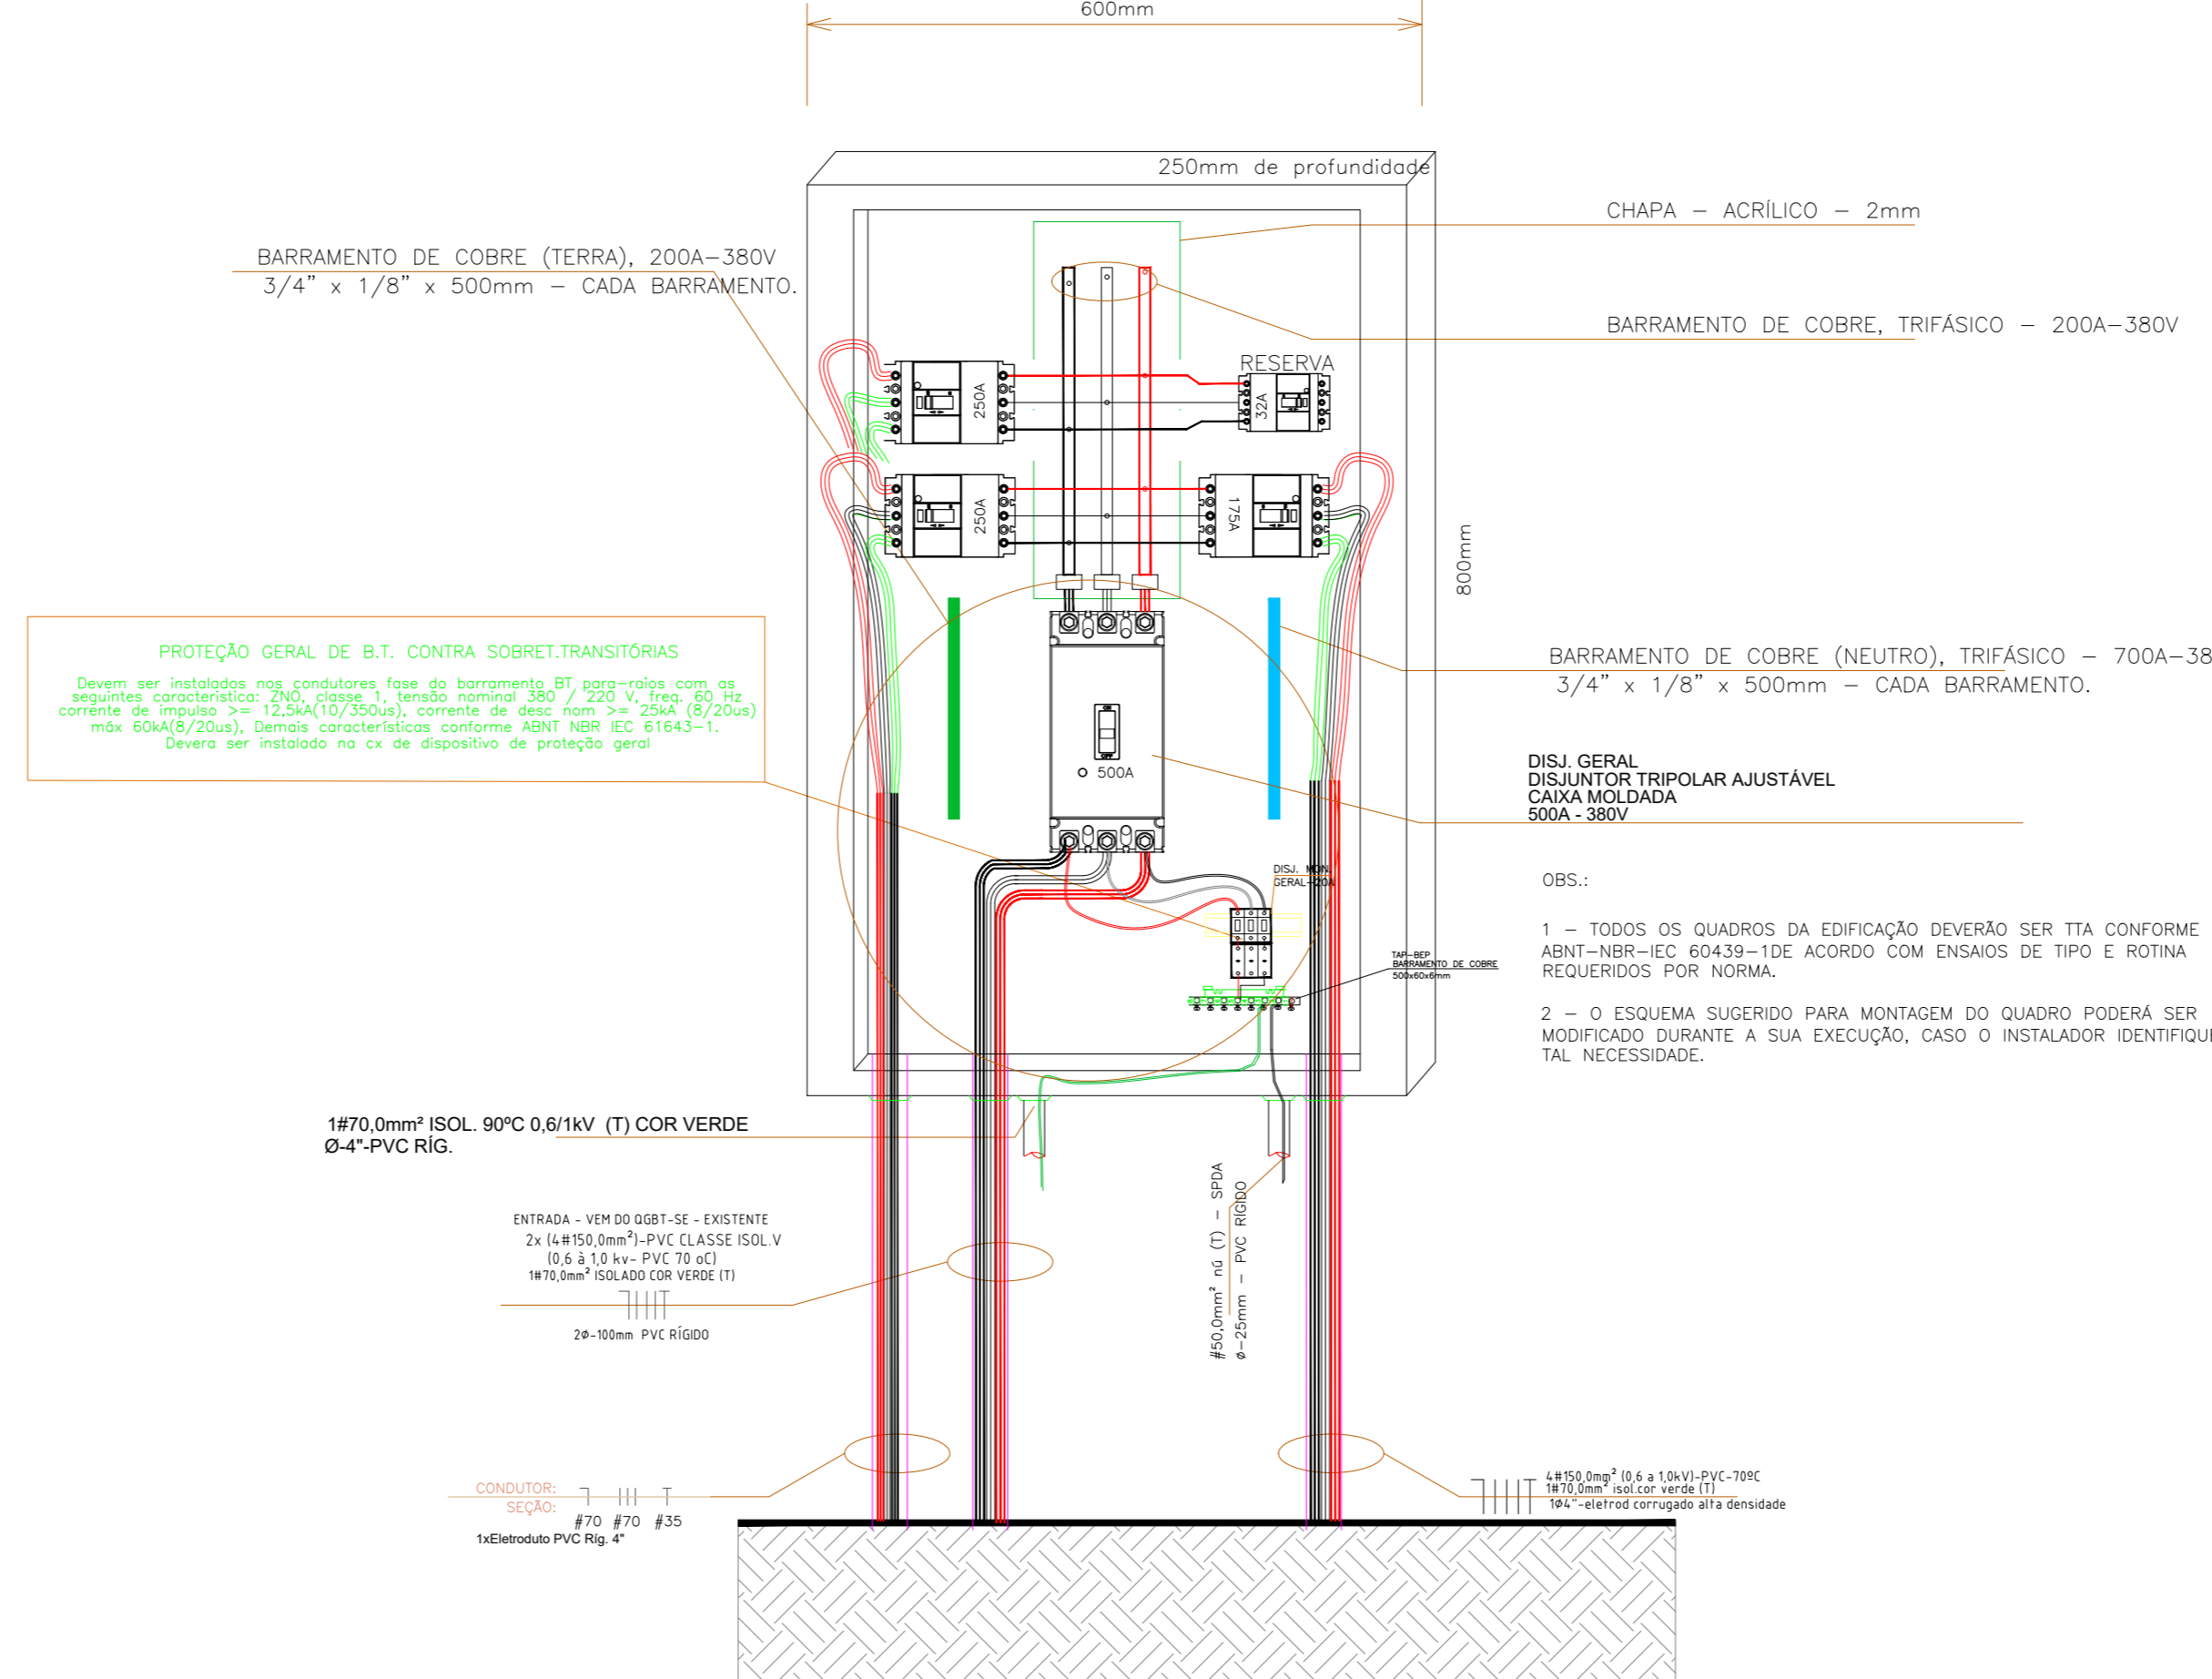 600mm
250mm de profundidade
CHAPA – ACRÍLICO – 2mm
BARRAMENTO DE COBRE (TERRA), 200A–380V
3/4” x 1/8” x 500mm – CADA BARRAMENTO.
BARRAMENTO DE COBRE, TRIFÁSICO – 200A–380V
RESERVA
250A
32A
250A
175A
800mm
PROTEÇÃO GERAL DE B.T. CONTRA SOBRET.TRANSITÓRIAS
Devem ser instalados nos condutores fase do barramento BT para–raios com as
seguintes caracteristica: ZNO, classe 1, tensão nominal 380 / 220 V, freq. 60 Hz
corrente de impulso >= 12,5kA(10/350us), corrente de desc nom >= 25kA (8/20us)
máx 60kA(8/20us), Demais características conforme ABNT NBR IEC 61643–1.
Devera ser instalado na cx de dispositivo de proteção geral
BARRAMENTO DE COBRE (NEUTRO), TRIFÁSICO – 700A–38
3/4” x 1/8” x 500mm – CADA BARRAMENTO.
ON
OFF
500A
DISJ. GERAL
DISJUNTOR TRIPOLAR AJUSTÁVEL
CAIXA MOLDADA
500A - 380V
DISJ. MON.
GERAL–20A
OBS.:
1 – TODOS OS QUADROS DA EDIFICAÇÃO DEVERÃO SER TTA CONFORME
ABNT–NBR–IEC 60439–1DE ACORDO COM ENSAIOS DE TIPO E ROTINA
REQUERIDOS POR NORMA.
2 – O ESQUEMA SUGERIDO PARA MONTAGEM DO QUADRO PODERÁ SER
MODIFICADO DURANTE A SUA EXECUÇÃO, CASO O INSTALADOR IDENTIFIQUE
TAL NECESSIDADE.
TAP–BEP
BARRAMENTO DE COBRE
500x60x6mm
1#70,0mm² ISOL. 90ºC 0,6/1kV (T) COR VERDE
Ø-4"-PVC RÍG.
ENTRADA - VEM DO QGBT-SE - EXISTENTE
2x (4#150,0mm²)-PVC CLASSE ISOL.V
(0,6 à 1,0 kv- PVC 70 oC)
1#70,0mm² ISOLADO COR VERDE (T)
2ø-100mm PVC RÍGIDO
#50,0mm² nú (T) – SPDA
ø–25mm – PVC RÍGIDO
CONDUTOR:
SEÇÃO:
#70 #70 #35
1xEletroduto PVC Ríg. 4"
4#150,0mm² (0,6 a 1,0kV)-PVC-70ºC
1#70,0mm² isol.cor verde (T)
1ø4"-eletrod corrugado alta densidade